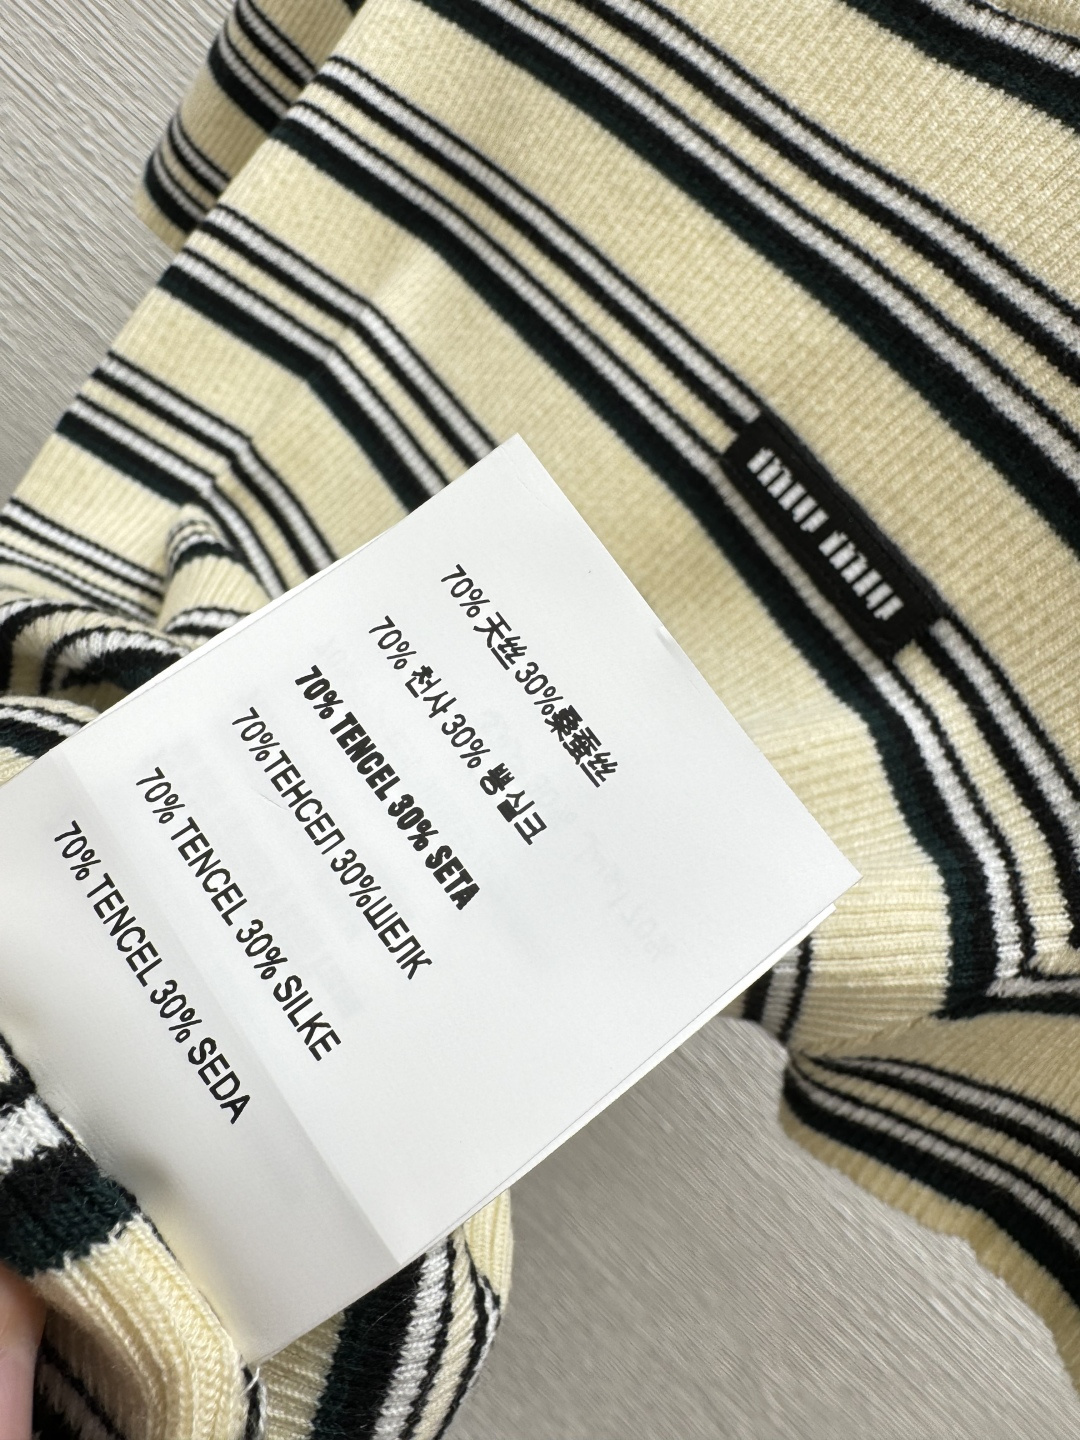 70% 天丝 30%桑蚕丝
70% 천사 30% 뽕실크
70% TENCEL 30% SETA
70%ТЕНСЕЛ 30%ШЕЛК
70% TENCEL 30% SILKE
70% TENCEL 30% SEDA
miu miu